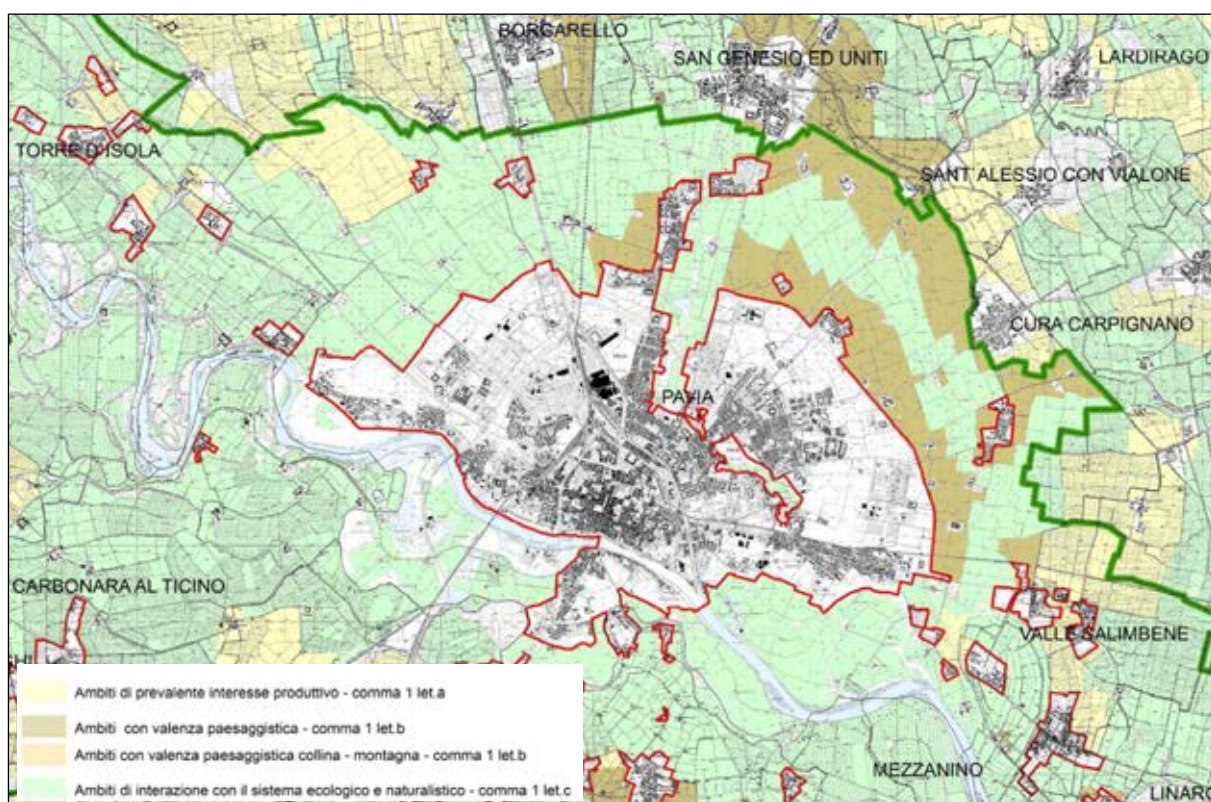 BORGARELLO
SAN GENESIO ED UNITI
LARDIRAGO
TORRE D'ISOLA
SANT'ALESSIO CON VIALONE
CURA CARPIGNANO
PAVIA
CARBONARA AL TICINO
VALLE SALIMBENE
Ambiti di prevalente interesse produttivo - comma 1 let.a
Ambiti con valenza paesaggistica - comma 1 let.b
Ambiti con valenza paesaggistica collina - montagna - comma 1 let.b
Ambiti di interazione con il sistema ecologico e naturalistico - comma 1 let.c
MEZZANINO